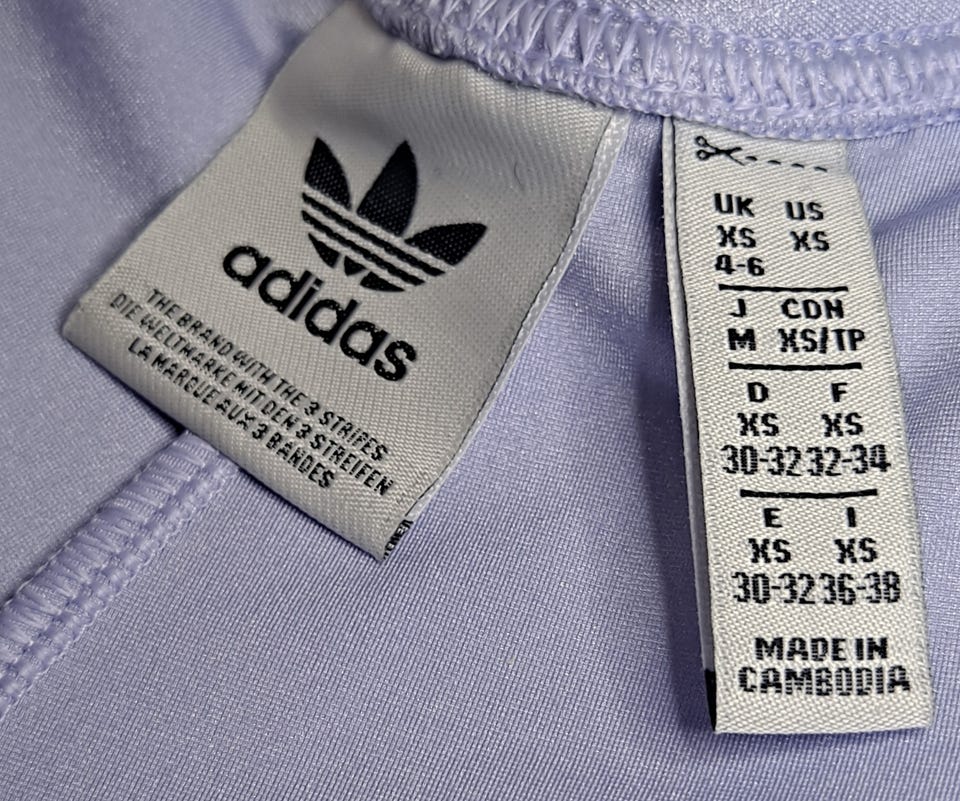 adidas
THE BRAND WITH THE 3 STRIPES
DIE WELTMARKE MIT DEN 3 STREIFEN
LA MARQUE AUX 3 BANDES
UK US
XS XS
4-6
J CDN
M XS/TP
D F
XS XS
30-32 32-34
E I
XS XS
30-32 36-38
MADE IN
CAMBODIA